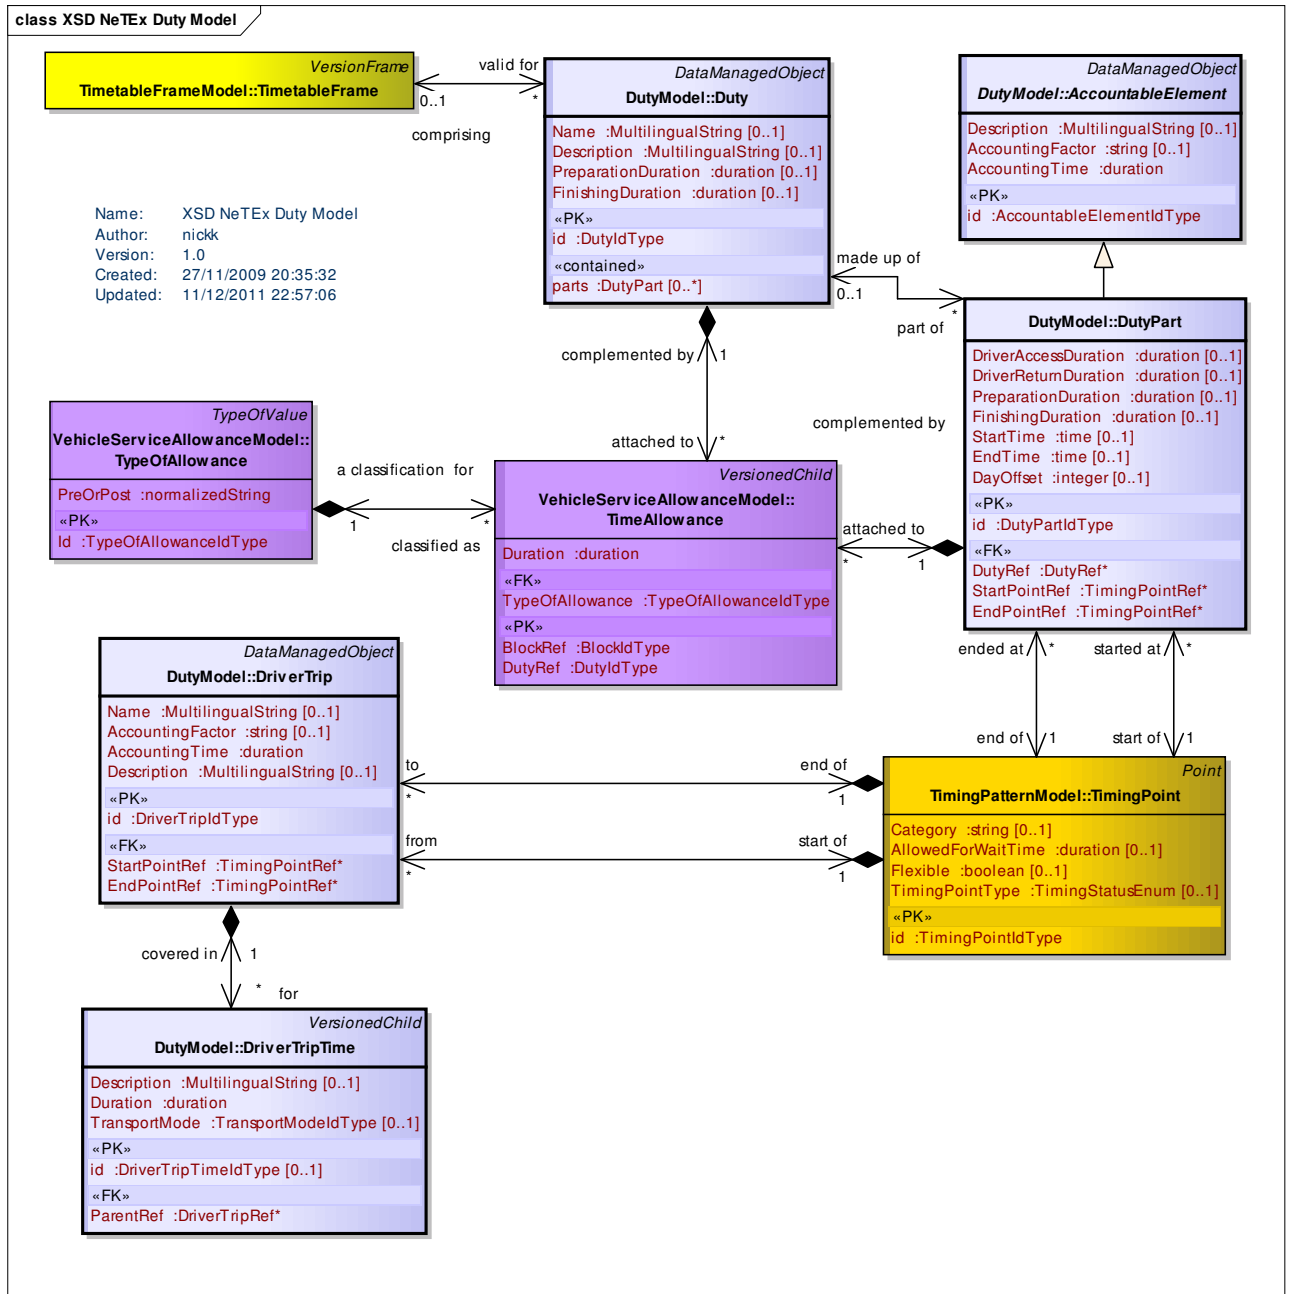 class XSD NeTEx Duty Model
VersionFrame
TimetableFrameModel::TimetableFrame
valid for
0..1
*
comprising
DataManagedObject
DutyModel::Duty
Name :MultilingualString [0..1]
Description :MultilingualString [0..1]
PreparationDuration :duration [0..1]
FinishingDuration :duration [0..1]
«PK»
id :DutyIdType
«contained»
parts :DutyPart [0..*]
DataManagedObject
DutyModel::AccountableElement
Description :MultilingualString [0..1]
AccountingFactor :string [0..1]
AccountingTime :duration
«PK»
id :AccountableElementIdType
Name: XSD NeTEx Duty Model
Author: nickk
Version: 1.0
Created: 27/11/2009 20:35:32
Updated: 11/12/2011 22:57:06
made up of
0..1
*
part of
DutyModel::DutyPart
DriverAccessDuration :duration [0..1]
DriverReturnDuration :duration [0..1]
PreparationDuration :duration [0..1]
FinishingDuration :duration [0..1]
StartTime :time [0..1]
EndTime :time [0..1]
DayOffset :integer [0..1]
«PK»
id :DutyPartIdType
«FK»
DutyRef :DutyRef*
StartPointRef :TimingPointRef*
EndPointRef :TimingPointRef*
complemented by
1
attached to
*
complemented by
attached to
*
1
TypeOfValue
VehicleServiceAllowanceModel::
TypeOfAllowance
PreOrPost :normalizedString
«PK»
Id :TypeOfAllowanceIdType
a classification for
1
*
classified as
VersionedChild
VehicleServiceAllowanceModel::
TimeAllowance
Duration :duration
«FK»
TypeOfAllowance :TypeOfAllowanceIdType
«PK»
BlockRef :BlockIdType
DutyRef :DutyIdType
ended at
*
started at
*
end of
1
start of
1
DataManagedObject
DutyModel::DriverTrip
Name :MultilingualString [0..1]
AccountingFactor :string [0..1]
AccountingTime :duration
Description :MultilingualString [0..1]
«PK»
id :DriverTripIdType
«FK»
StartPointRef :TimingPointRef*
EndPointRef :TimingPointRef*
to
*
end of
1
from
*
start of
1
Point
TimingPatternModel::TimingPoint
Category :string [0..1]
AllowedForWaitTime :duration [0..1]
Flexible :boolean [0..1]
TimingPointType :TimingStatusEnum [0..1]
«PK»
id :TimingPointIdType
covered in
1
*
for
VersionedChild
DutyModel::DriverTripTime
Description :MultilingualString [0..1]
Duration :duration
TransportMode :TransportModeIdType [0..1]
«PK»
id :DriverTripTimeIdType [0..1]
«FK»
ParentRef :DriverTripRef*